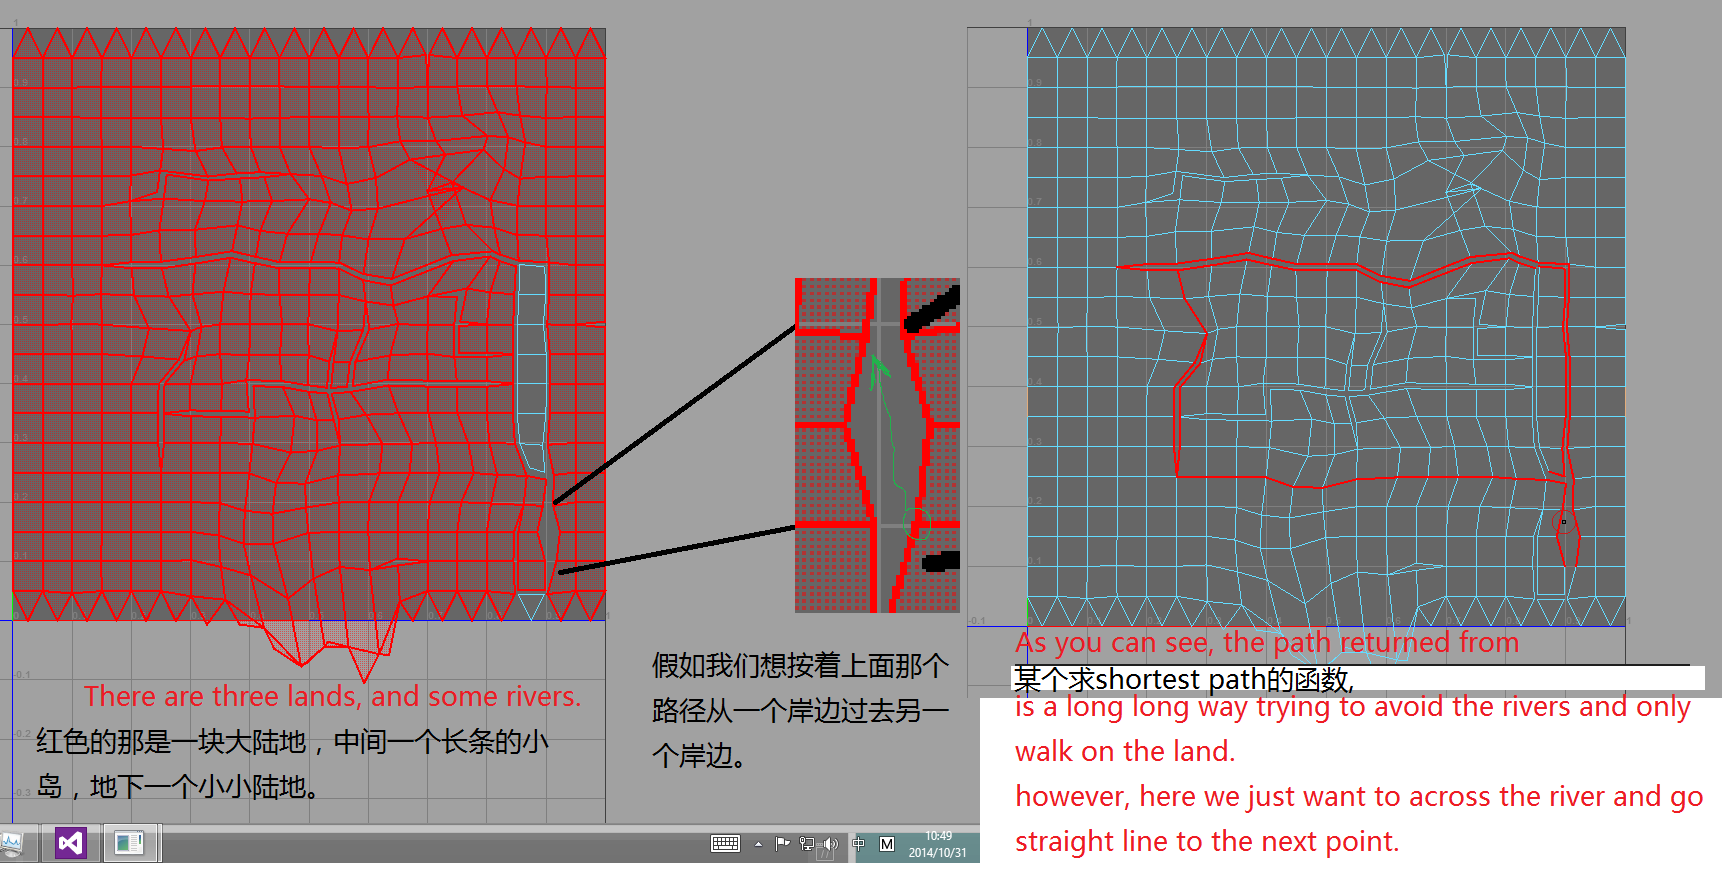 There are three lands, and some rivers.
红色的那是一块大陆地，中间一个长条的小
岛，地下一个小小陆地。
假如我们想按着上面那个
路径从一个岸边过去另一
个岸边。
As you can see, the path returned from
某个求shortest path的函数,
is a long long way trying to avoid the rivers and only
walk on the land.
however, here we just want to across the river and go
straight line to the next point.
中
M
10:49
2014/10/31